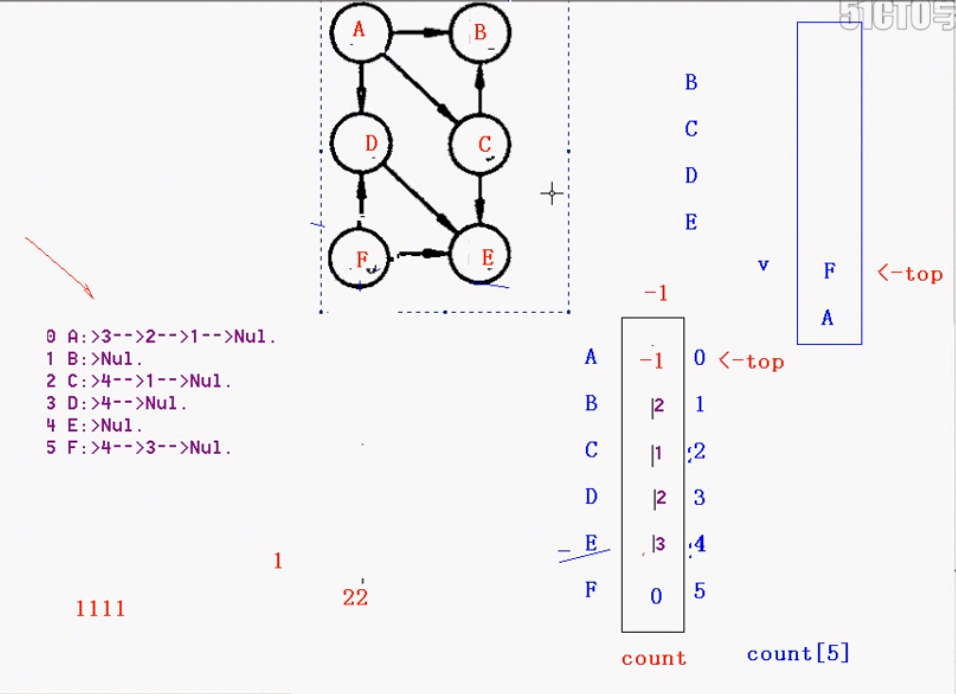 51CTO
A
B
D
C
F
E
B
C
D
E
v
F
<-top
A
-1
0 A:>3-->2-->1-->Nul.
1 B:>Nul.
2 C:>4-->1-->Nul.
3 D:>4-->Nul.
4 E:>Nul.
5 F:>4-->3-->Nul.
A -1 0 <-top
B 2 1
C 1 2
D 2 3
E 3 4
F 0 5
1
1111
22
count
count[5]